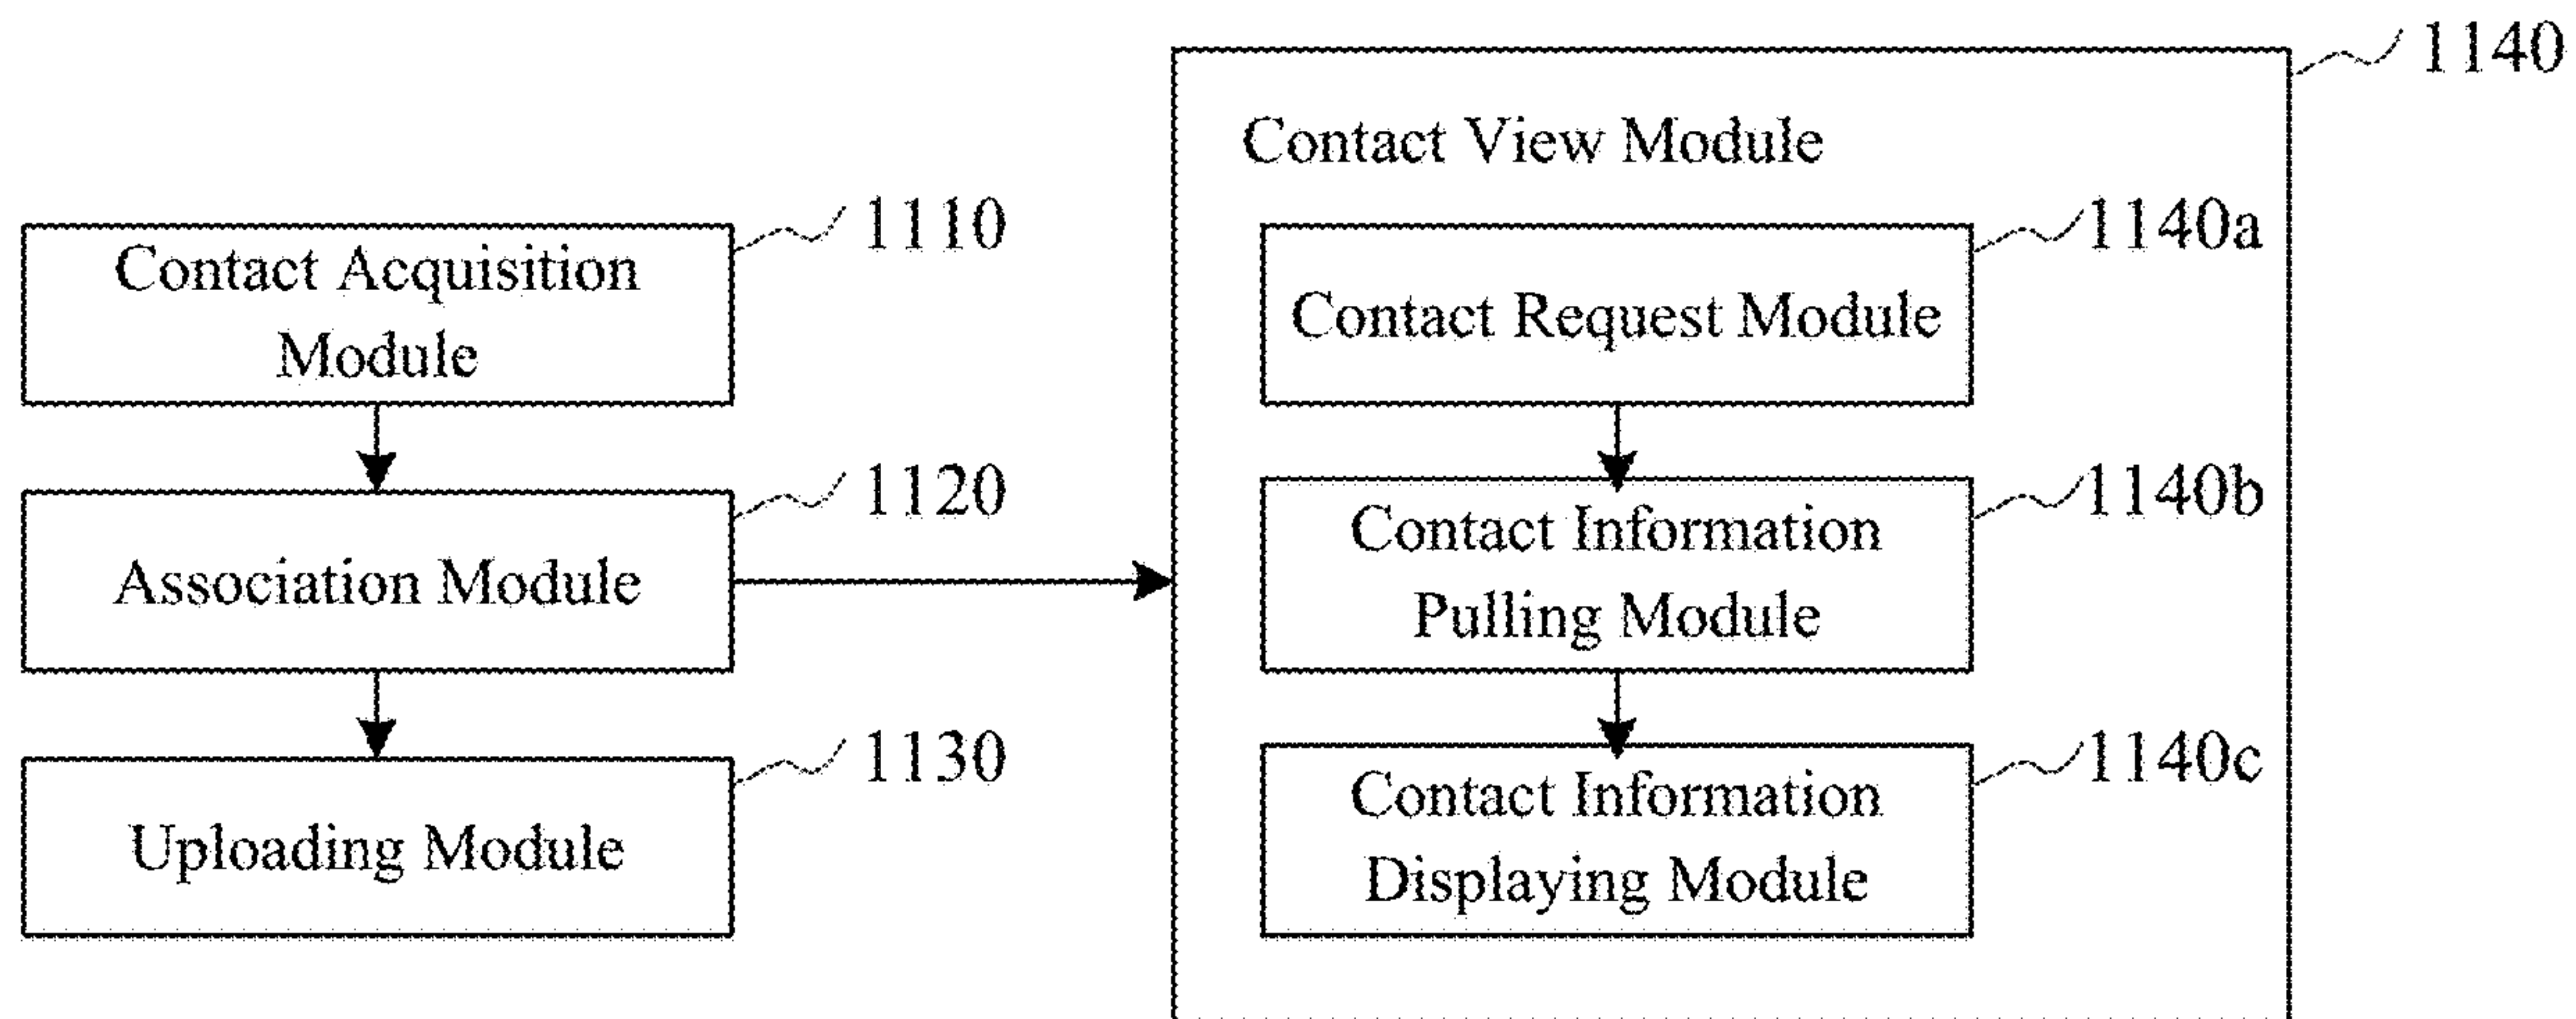 1110
Contact Acquisition
Module
1120
Association Module
1130
Uploading Module
1140
Contact View Module
1140a
Contact Request Module
1140b
Contact Information
Pulling Module
1140c
Contact Information
Displaying Module